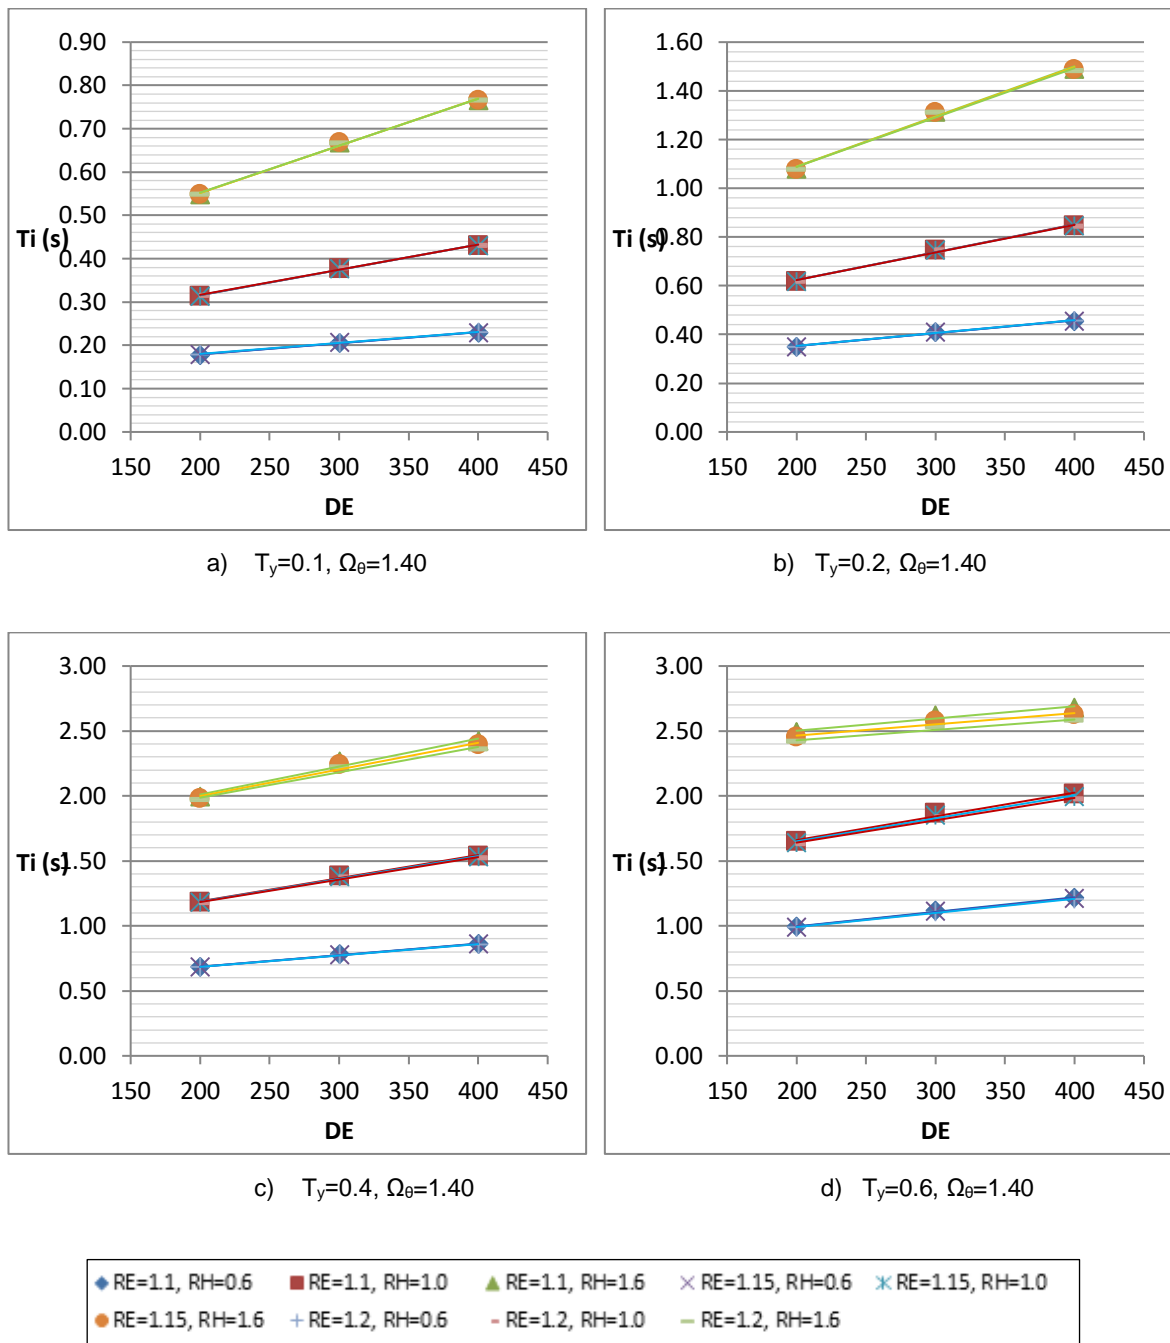 0.90
0.80
0.70
0.60
0.50
0.40
0.30
0.20
0.10
0.00
Ti (s)
150 200 250 300 350 400 450
DE
1.60
1.40
1.20
1.00
0.80
0.60
0.40
0.20
0.00
Ti (s)
150 200 250 300 350 400 450
DE
a) Ty=0.1, Ωθ=1.40
b) Ty=0.2, Ωθ=1.40
3.00
2.50
2.00
1.50
1.00
0.50
0.00
Ti (s)
150 200 250 300 350 400 450
DE
3.00
2.50
2.00
1.50
1.00
0.50
0.00
Ti (s)
150 200 250 300 350 400 450
DE
c) Ty=0.4, Ωθ=1.40
d) Ty=0.6, Ωθ=1.40
RE=1.1, RH=0.6 RE=1.1, RH=1.0 RE=1.1, RH=1.6 RE=1.15, RH=0.6 RE=1.15, RH=1.0
RE=1.15, RH=1.6 RE=1.2, RH=0.6 RE=1.2, RH=1.0 RE=1.2, RH=1.6